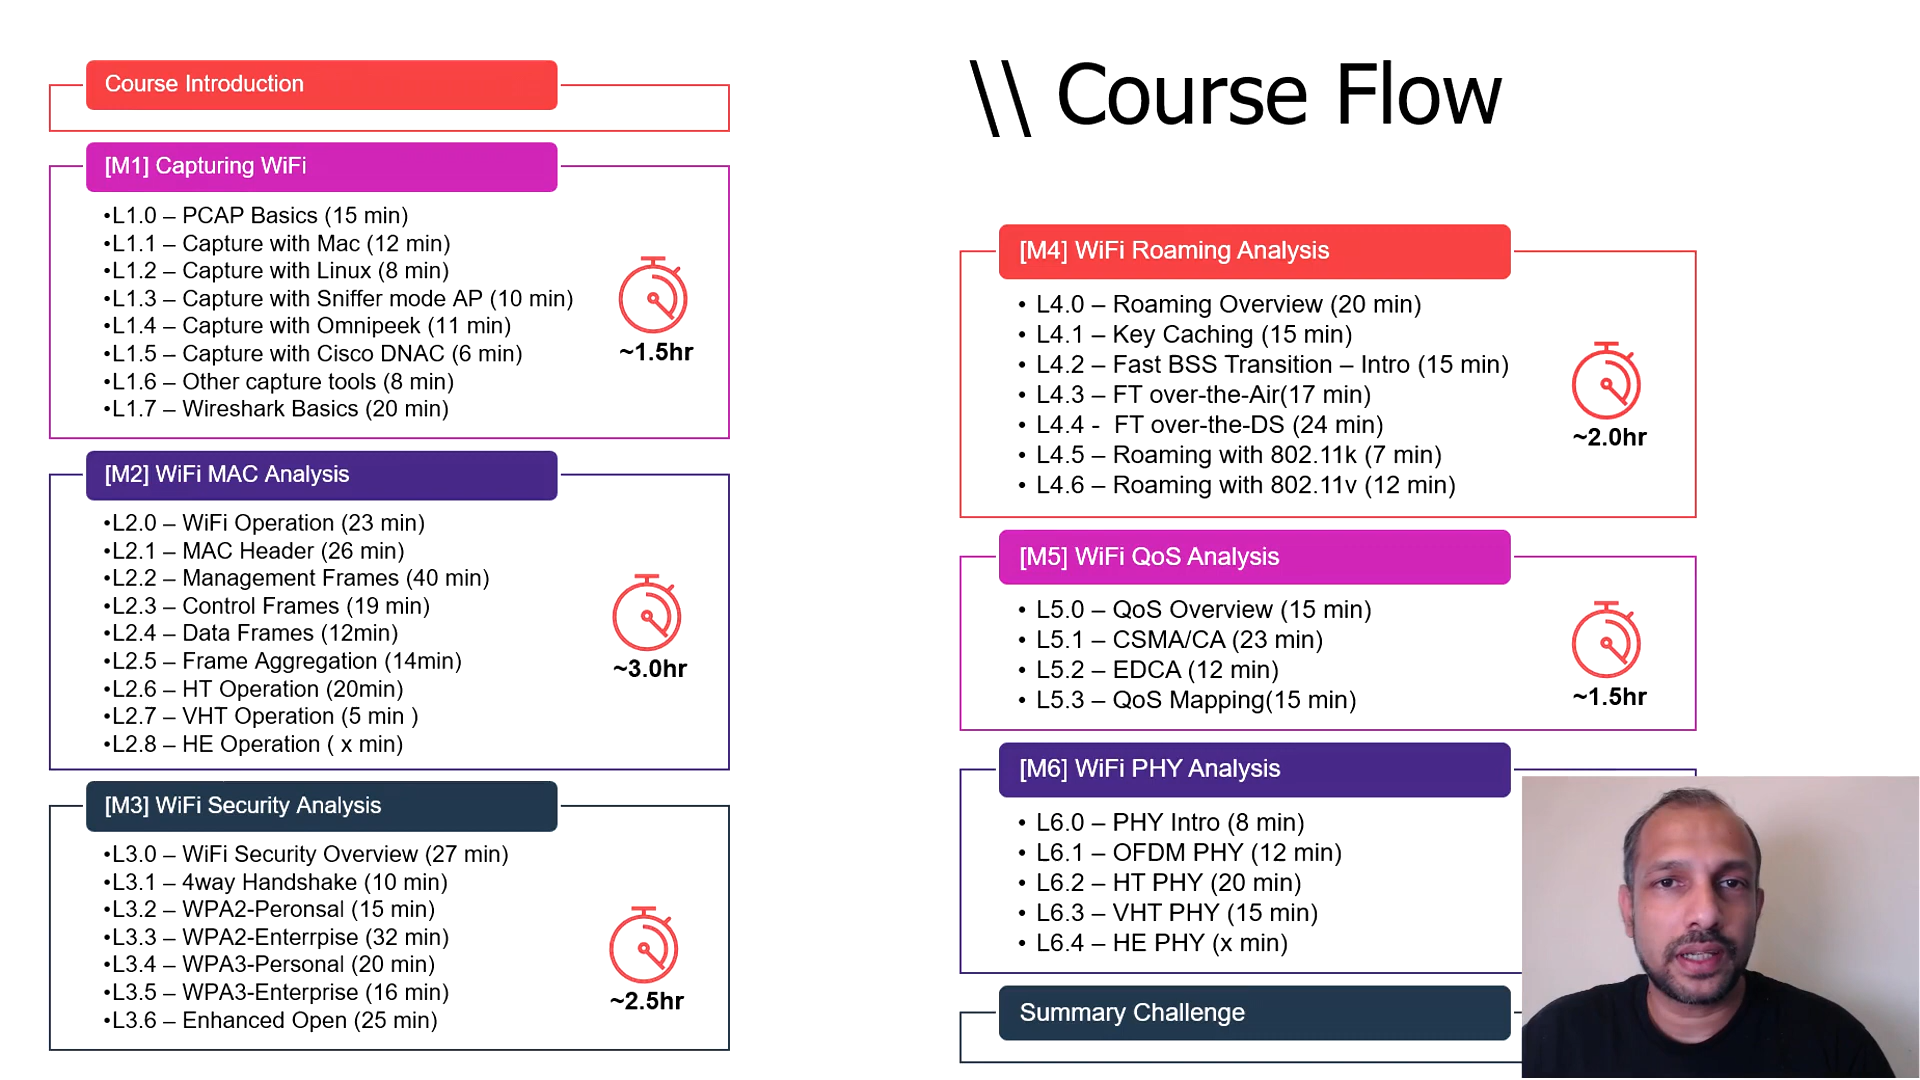 \\ Course Flow
Course Introduction
[M1] Capturing WiFi
•L1.0 – PCAP Basics (15 min)
•L1.1 – Capture with Mac (12 min)
•L1.2 – Capture with Linux (8 min)
•L1.3 – Capture with Sniffer mode AP (10 min)
•L1.4 – Capture with Omnipeek (11 min)
•L1.5 – Capture with Cisco DNAC (6 min)
•L1.6 – Other capture tools (8 min)
•L1.7 – Wireshark Basics (20 min)
~1.5hr
[M2] WiFi MAC Analysis
•L2.0 – WiFi Operation (23 min)
•L2.1 – MAC Header (26 min)
•L2.2 – Management Frames (40 min)
•L2.3 – Control Frames (19 min)
•L2.4 – Data Frames (12min)
•L2.5 – Frame Aggregation (14min)
•L2.6 – HT Operation (20min)
•L2.7 – VHT Operation (5 min )
•L2.8 – HE Operation ( x min)
~3.0hr
[M3] WiFi Security Analysis
•L3.0 – WiFi Security Overview (27 min)
•L3.1 – 4way Handshake (10 min)
•L3.2 – WPA2-Peronsal (15 min)
•L3.3 – WPA2-Enterrpise (32 min)
•L3.4 – WPA3-Personal (20 min)
•L3.5 – WPA3-Enterprise (16 min)
•L3.6 – Enhanced Open (25 min)
~2.5hr
[M4] WiFi Roaming Analysis
• L4.0 – Roaming Overview (20 min)
• L4.1 – Key Caching (15 min)
• L4.2 – Fast BSS Transition – Intro (15 min)
• L4.3 – FT over-the-Air(17 min)
• L4.4 - FT over-the-DS (24 min)
• L4.5 – Roaming with 802.11k (7 min)
• L4.6 – Roaming with 802.11v (12 min)
~2.0hr
[M5] WiFi QoS Analysis
• L5.0 – QoS Overview (15 min)
• L5.1 – CSMA/CA (23 min)
• L5.2 – EDCA (12 min)
• L5.3 – QoS Mapping(15 min)
~1.5hr
[M6] WiFi PHY Analysis
• L6.0 – PHY Intro (8 min)
• L6.1 – OFDM PHY (12 min)
• L6.2 – HT PHY (20 min)
• L6.3 – VHT PHY (15 min)
• L6.4 – HE PHY (x min)
Summary Challenge